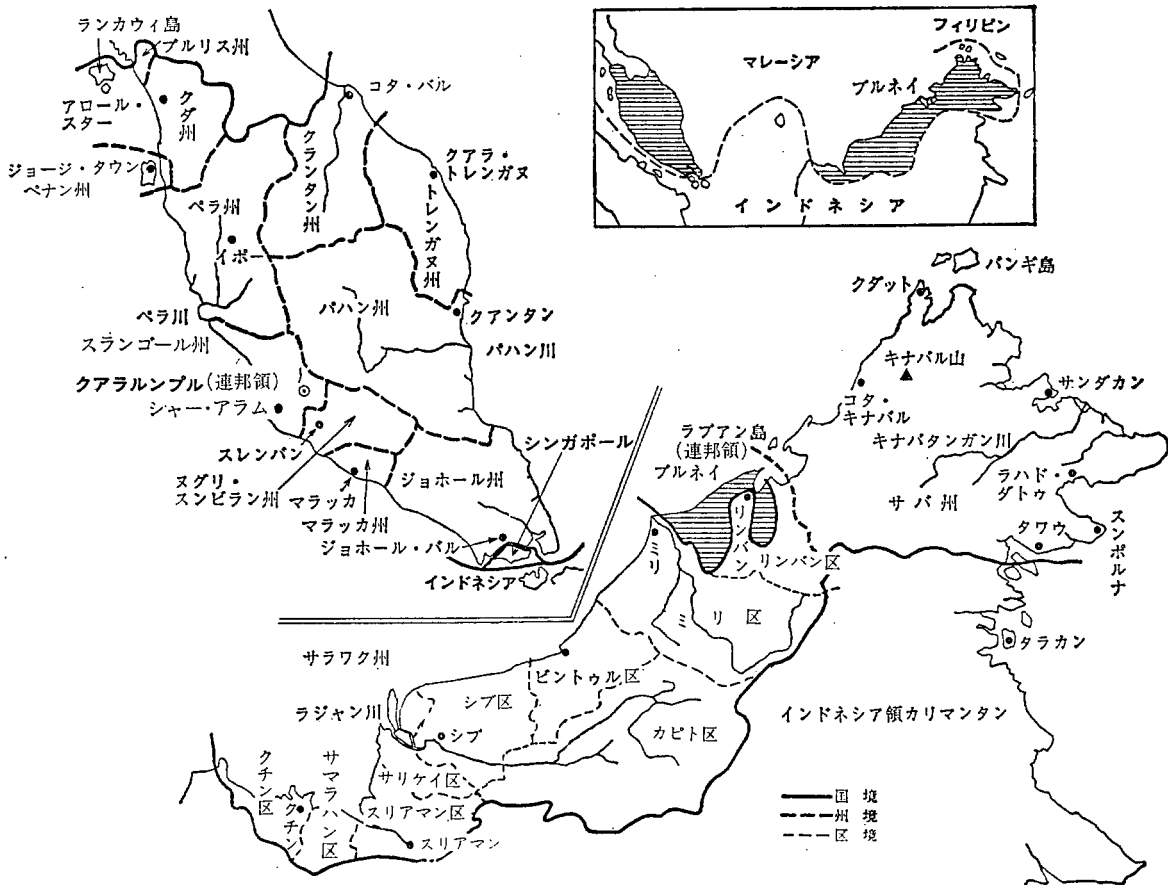 ランカウィ島
プルリス州
アロール・
スター
クダ州
コタ・バル
クランタン州
クアラ・
トレンガヌ
トレンガヌ州
ジョージ・タウン
ペナン州
ペラ州
イポー
ペラ川
パハン州
クアンタン
パハン川
スランゴール州
クアラルンプル(連邦領)
シャー・アラム
スレンバン
ヌグリ・
スンビラン州
マラッカ
マラッカ州
ジョホール州
シンガポール
ジョホール・バル
インドネシア
フィリピン
マレーシア
ブルネイ
インドネシア
バンギ島
クダット
キナバル山
コタ・
キナバル
サンダカン
キナバタンガン川
ラハド・
ダトゥ
サバ州
タワウ
スンポルナ
ラブアン島
(連邦領)
ブルネイ
リンバン
リンバン区
ミリ
ミリ区
タラカン
サラワク州
ビントゥル区
シブ区
ラジャン川
シブ
カピト区
インドネシア領カリマンタン
クチン区
クチン
サマラハン区
サリケイ区
スリアマン区
スリアマン
国境
州境
区境